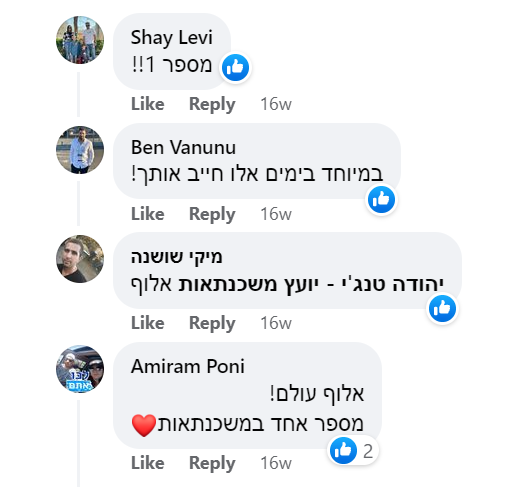 Shay Levi
מספר 1!!
Like Reply 16w
Ben Vanunu
במיוחד בימים אלו חייב אותך!
Like Reply 16w
מיקי שושנה
יהודה טנג'י - יועץ משכנתאות אלוף
Like Reply 16w
Amiram Poni
אלוף עולם!
מספר אחד במשכנתאות❤️
2
Like Reply 16w